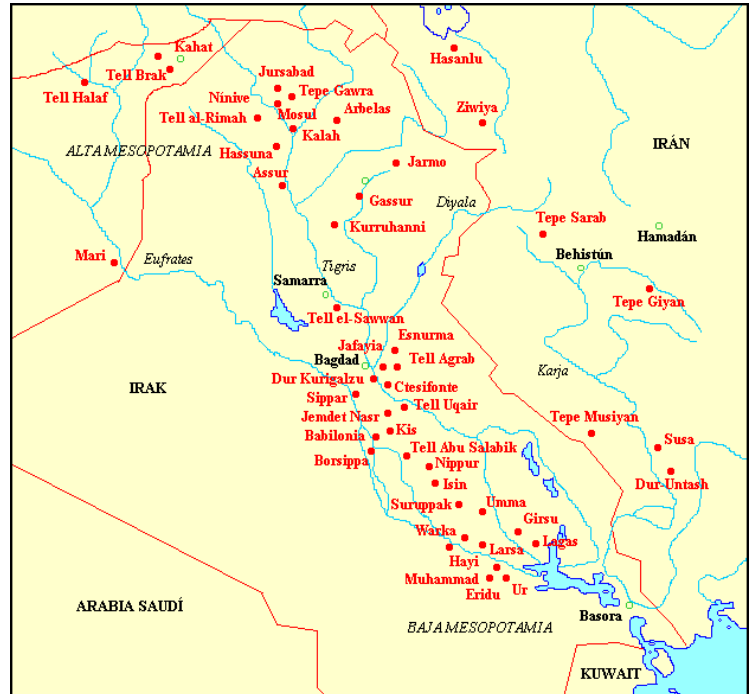 Kahat
Tell Brak
Tell Halaf
Hasanlu
Jursabad
Tepe Gawra
Nínive
Arbelas
Mosul
Tell al-Rimah
Kalah
Ziwiya
ALTA MESOPOTAMIA
Hassuna
IRÁN
Jarmo
Assur
Gassur
Diyala
Kurruhanni
Tepe Sarab
Hamadán
Mari
Eufrates
Behistún
Tigris
Samarra
Tepe Giyan
Tell el-Sawwan
Esnurma
Jafayia
Bagdad
Tell Agrab
Karja
Dur Kurigalzu
IRAK
Ctesifonte
Sippar
Tell Uqair
Jemdet Nasr
Tepe Musiyan
Babilonia
Kis
Susa
Tell Abu Salabik
Borsippa
Nippur
Dur Untash
Isin
Suruppak
Umma
Girsu
Warka
Lagas
Larsa
Hayi
Muhammad
Eridu
Ur
ARABIA SAUDÍ
Basora
BAJA MESOPOTAMIA
KUWAIT